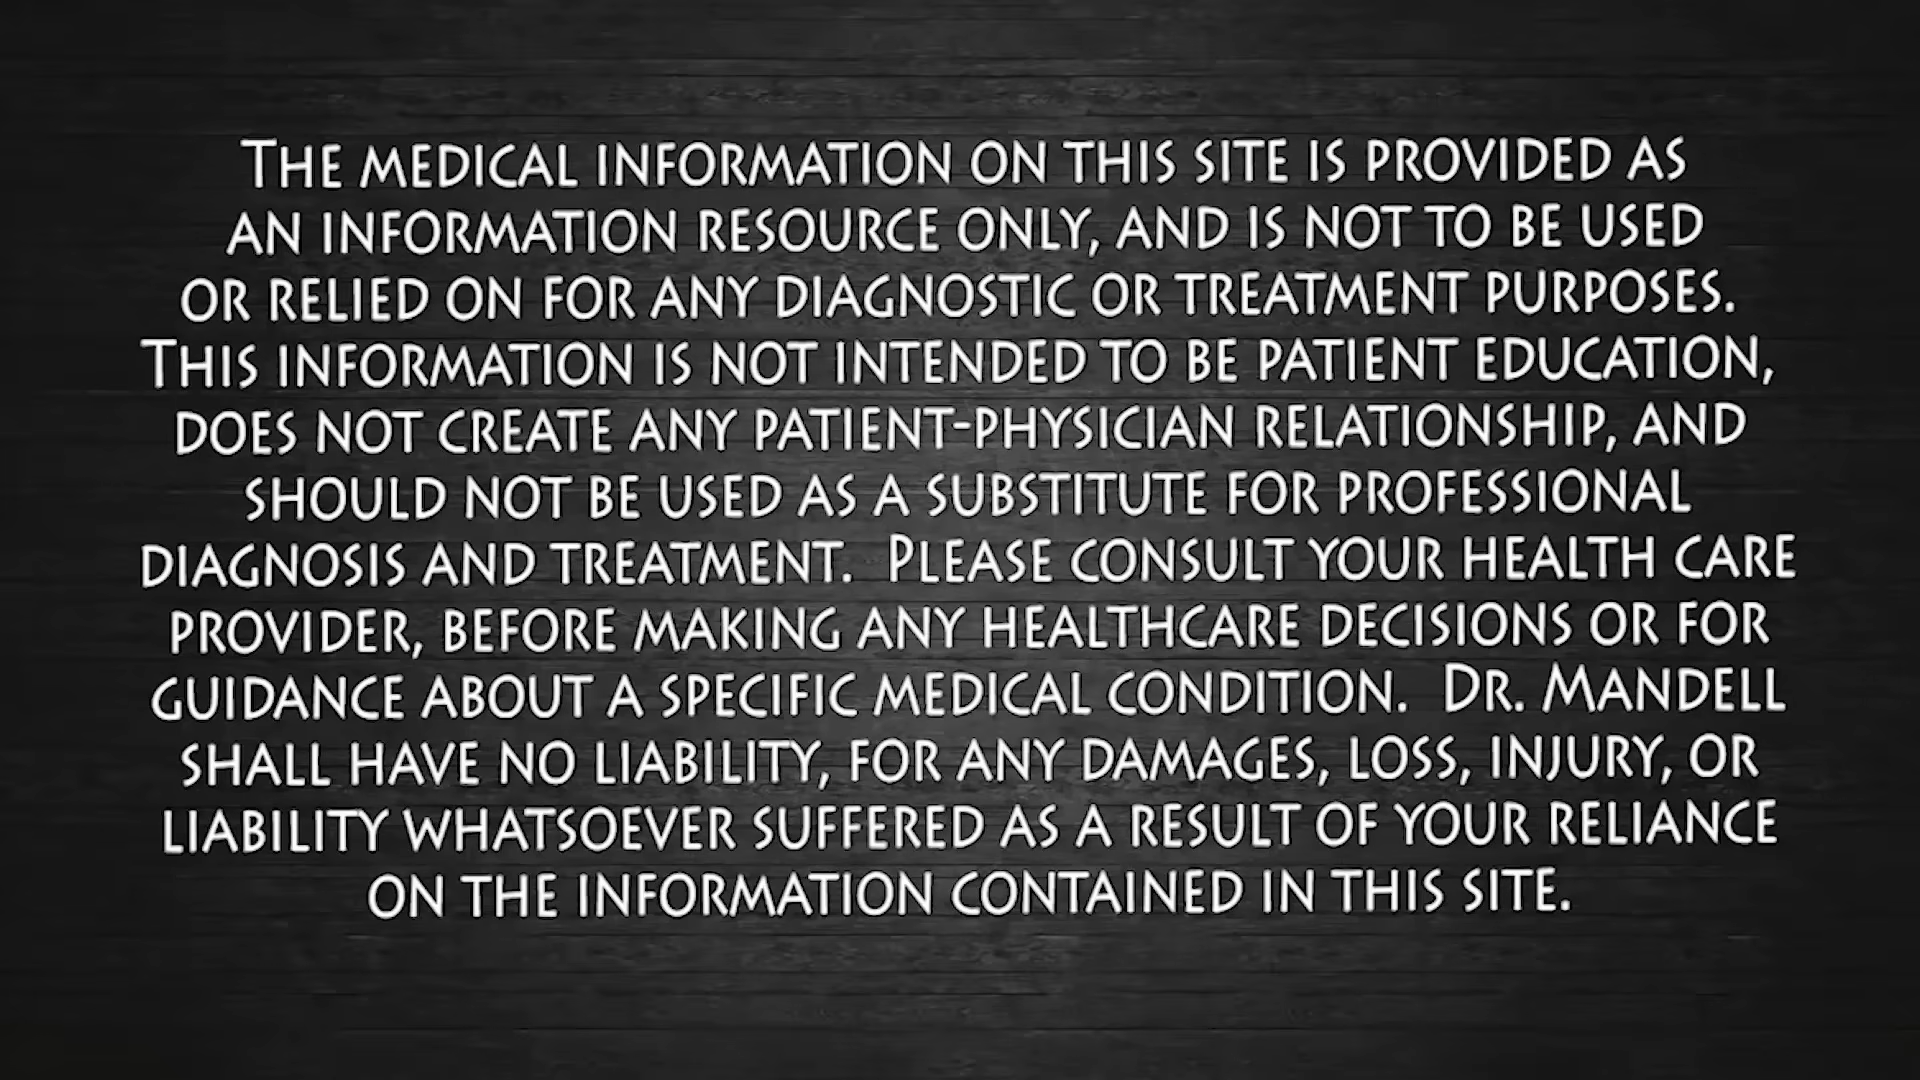 The medical information on this site is provided as
an information resource only, and is not to be used
or relied on for any diagnostic or treatment purposes.
This information is not intended to be patient education,
does not create any patient-physician relationship, and
should not be used as a substitute for professional
diagnosis and treatment.  Please consult your health care
provider, before making any healthcare decisions or for
guidance about a specific medical condition.  Dr. Mandell
shall have no liability, for any damages, loss, injury, or
liability whatsoever suffered as a result of your reliance
on the information contained in this site.